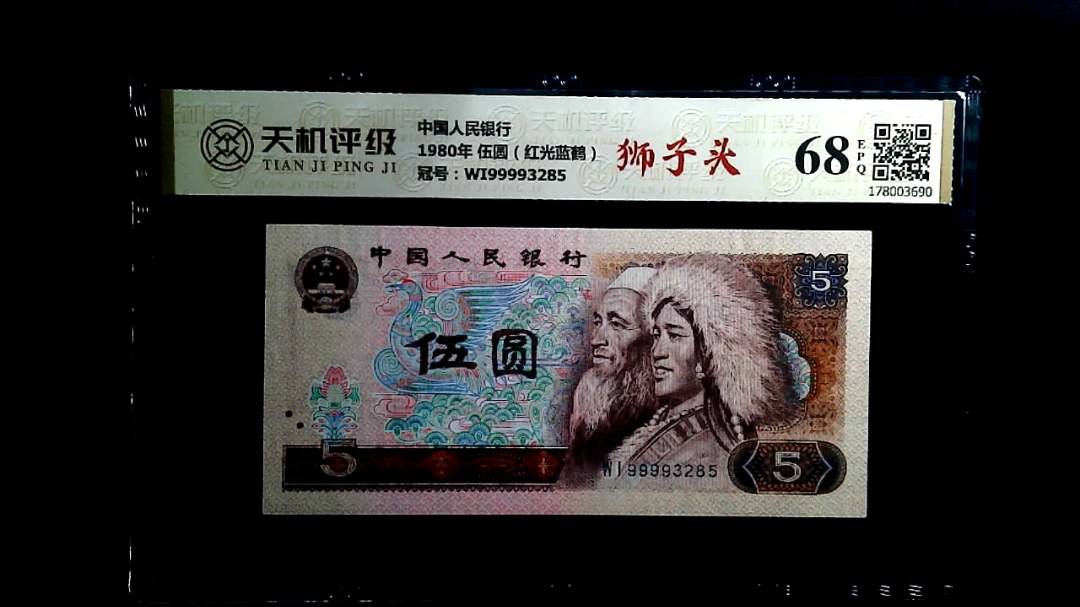 天机评级
TIAN JI PING JI
中国人民银行
1980年 伍圆（红光蓝鹤）
冠号：WI99993285
狮子头
68
EPQ
178003690
中国人民银行
5
伍圆
5
WI99993285
5